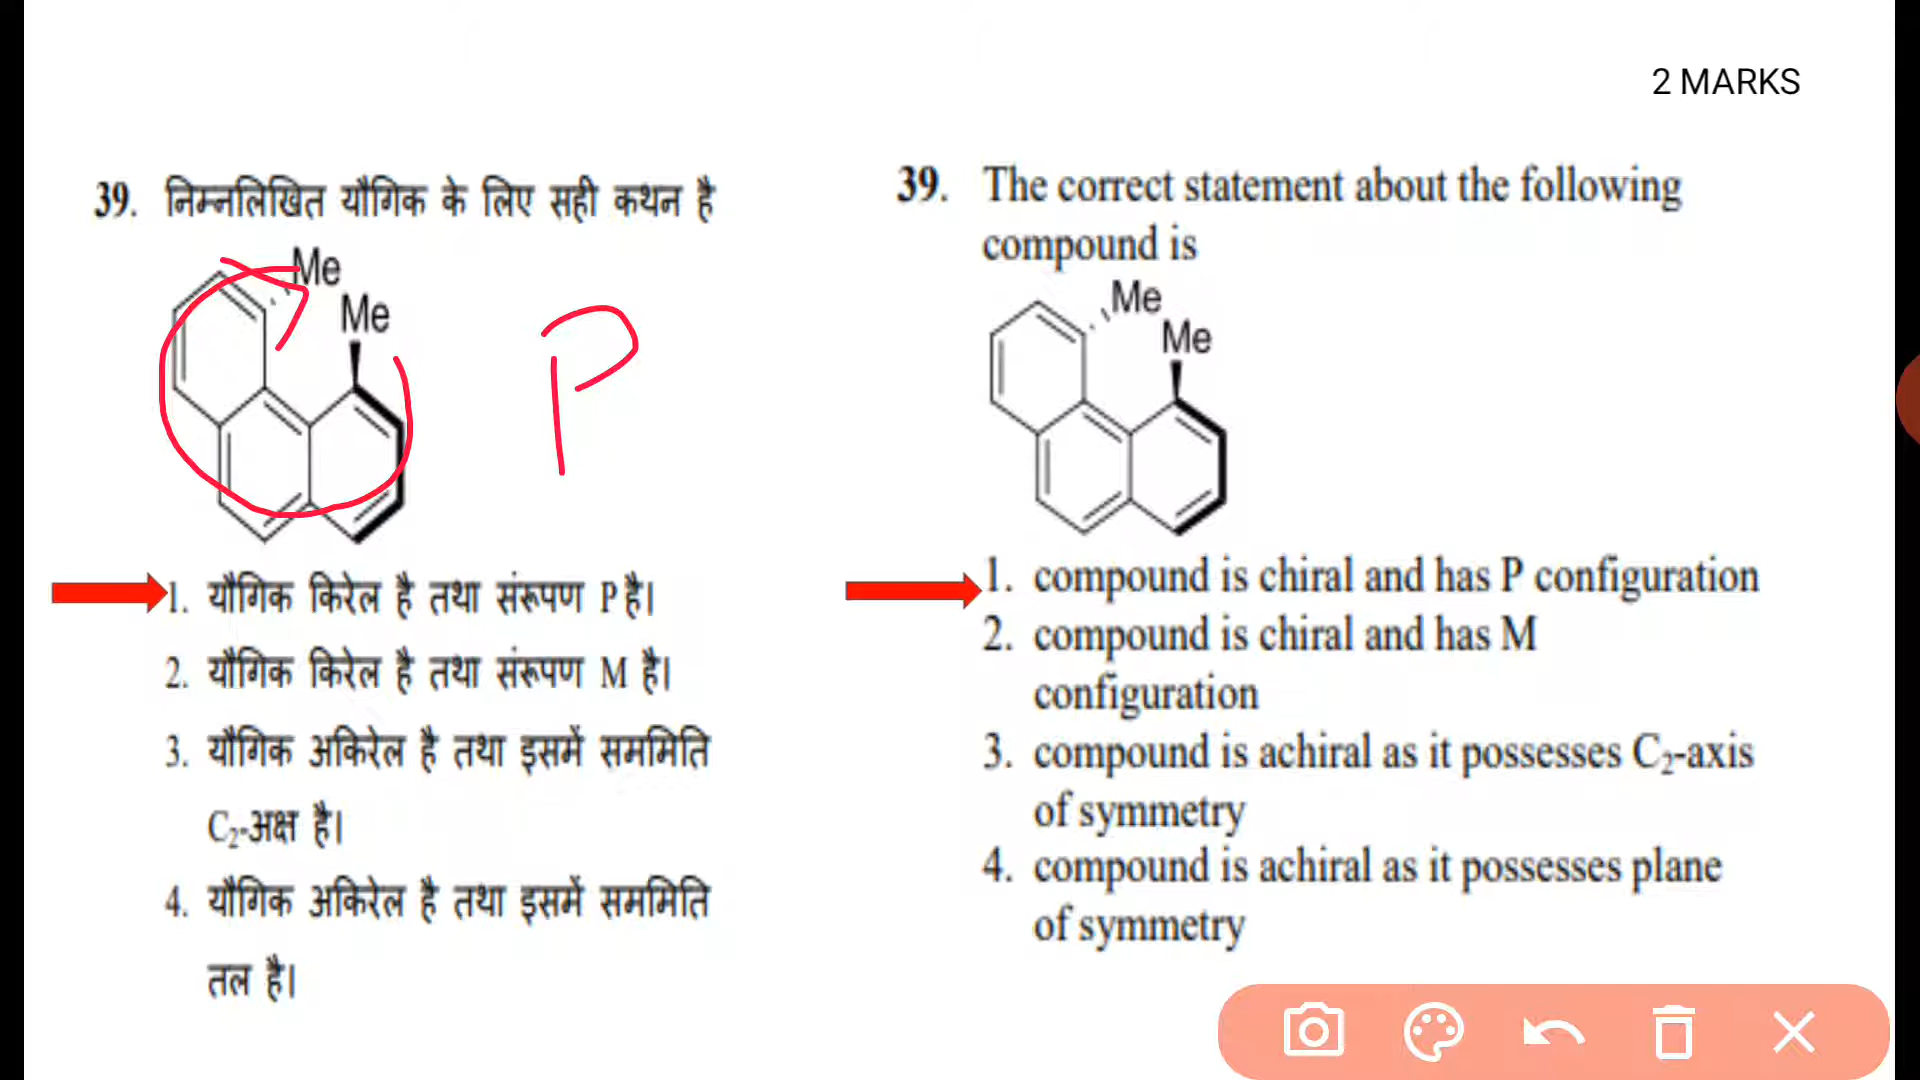 2 MARKS
39. निम्नलिखित यौगिक के लिए सही कथन है
Me
Me
P
1. यौगिक किरेल है तथा संरूपण P है।
2. यौगिक किरेल है तथा संरूपण M है।
3. यौगिक अकिरेल है तथा इसमें सममिति
C₂-अक्ष है।
4. यौगिक अकिरेल है तथा इसमें सममिति
तल है।
39. The correct statement about the following
compound is
Me
Me
1. compound is chiral and has P configuration
2. compound is chiral and has M
configuration
3. compound is achiral as it possesses C₂-axis
of symmetry
4. compound is achiral as it possesses plane
of symmetry